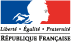 Liberté • Égalité • Fraternité
RÉPUBLIQUE FRANÇAISE